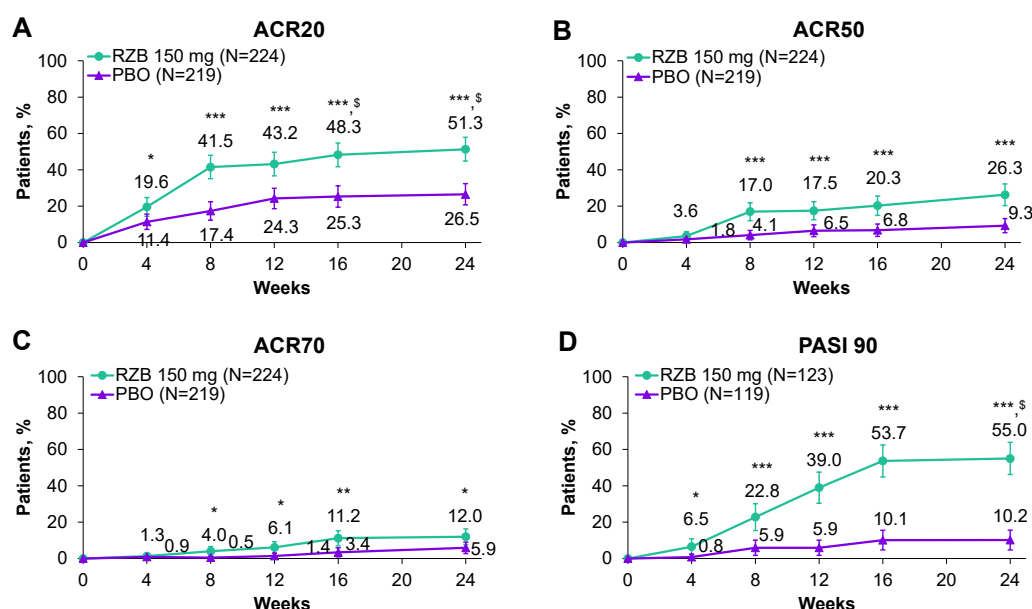 A
ACR20
RZB 150 mg (N=224)
PBO (N=219)
Patients, %
100
80
60
40
20
0
*
***
***
***,$
***,$
19.6
41.5
43.2
48.3
51.3
11.4
17.4
24.3
25.3
26.5
0 4 8 12 16 20 24
Weeks
B
ACR50
RZB 150 mg (N=224)
PBO (N=219)
Patients, %
100
80
60
40
20
0
***
***
***
***
3.6
17.0
17.5
20.3
26.3
1.8
4.1
6.5
6.8
9.3
0 4 8 12 16 20 24
Weeks
C
ACR70
RZB 150 mg (N=224)
PBO (N=219)
Patients, %
100
80
60
40
20
0
*
*
**
*
1.3
4.0
6.1
11.2
12.0
0.9
0.5
1.4
3.4
5.9
0 4 8 12 16 20 24
Weeks
D
PASI 90
RZB 150 mg (N=123)
PBO (N=119)
Patients, %
100
80
60
40
20
0
*
***
***
***
***,$
6.5
22.8
39.0
53.7
55.0
0.8
5.9
5.9
10.1
10.2
0 4 8 12 16 20 24
Weeks